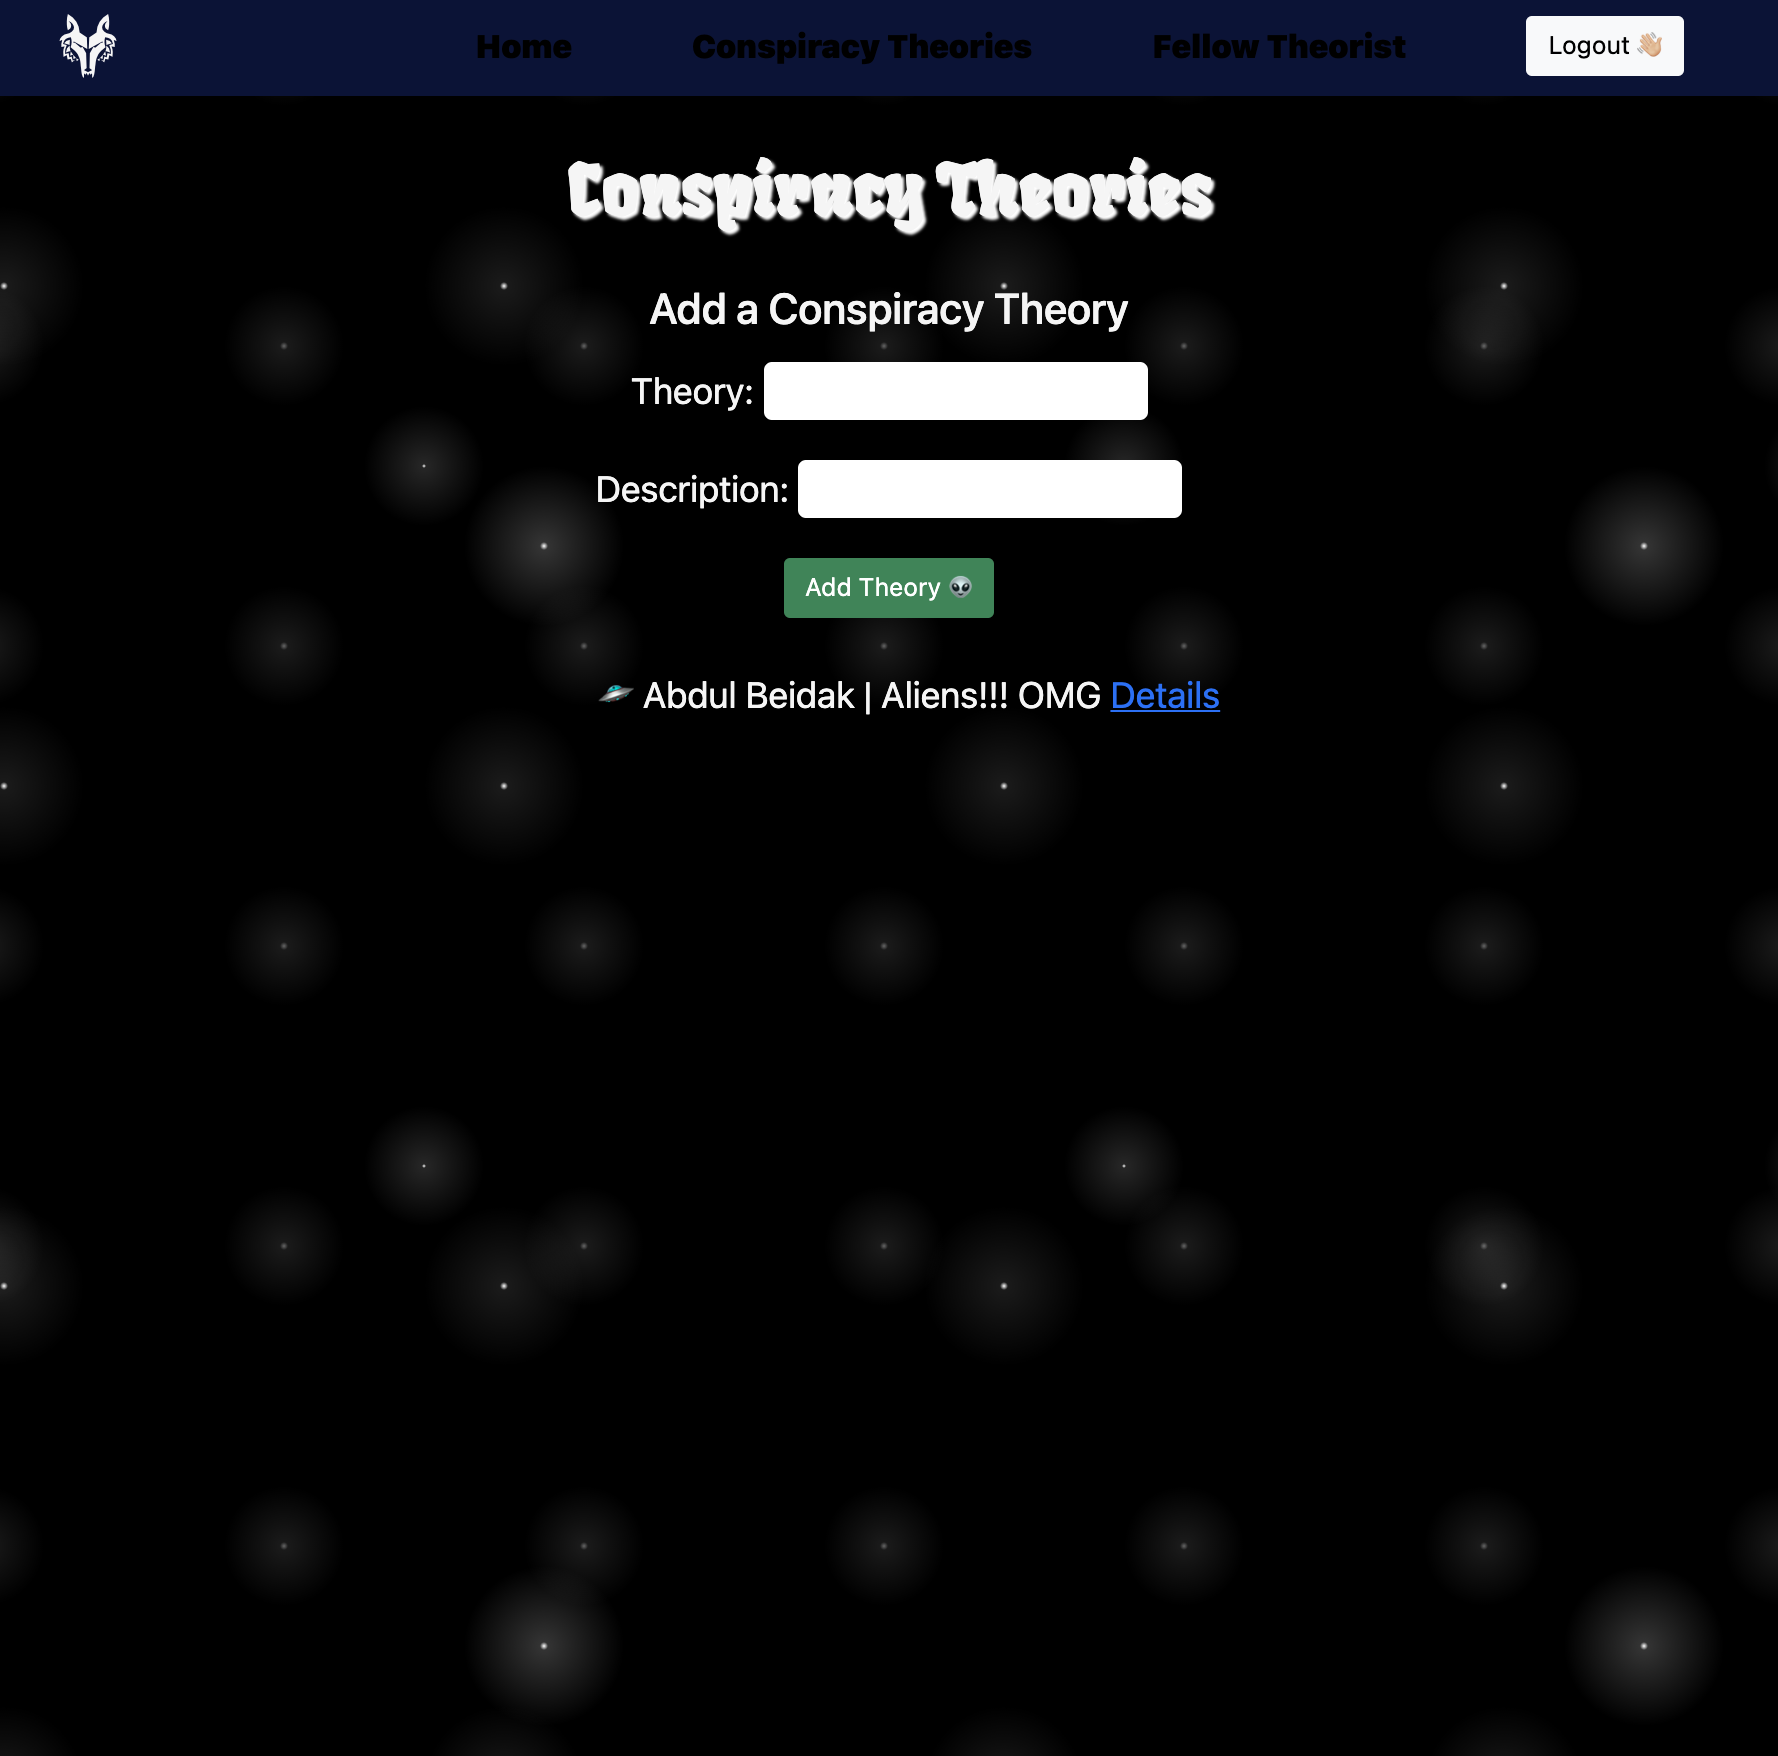 Home Conspiracy Theories Fellow Theorist Logout 👋🏼
Conspiracy Theories
Add a Conspiracy Theory
Theory:
Description:
Add Theory 👽
🛸 Abdul Beidak | Aliens!!! OMG Details